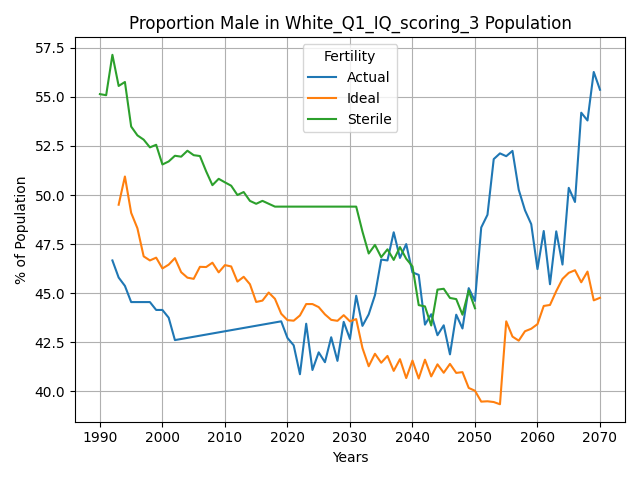 Proportion Male in White_Q1_IQ_scoring_3 Population
Fertility
Actual
Ideal
Sterile
% of Population
57.5
55.0
52.5
50.0
47.5
45.0
42.5
40.0
1990
2000
2010
2020
2030
2040
2050
2060
2070
Years